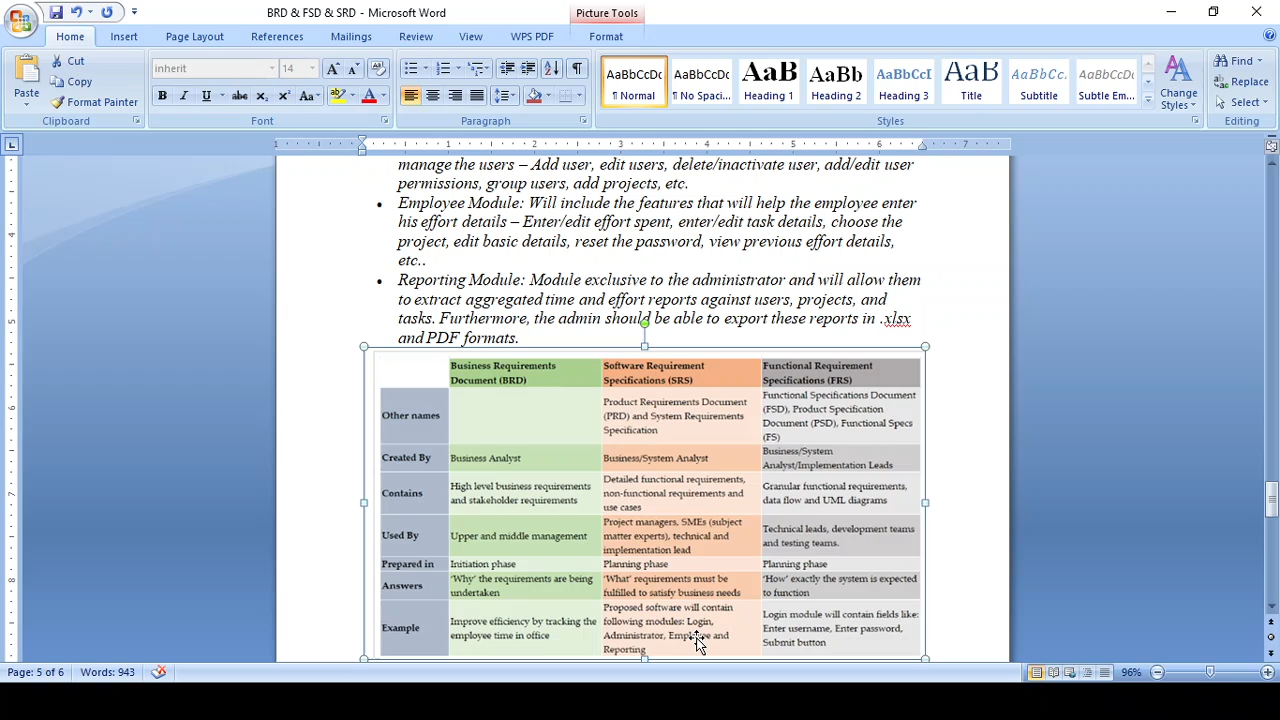 BRD & FSD & SRD - Microsoft Word
Picture Tools
Home Insert Page Layout References Mailings Review View WPS PDF Format
Paste
Cut
Copy
Format Painter
Clipboard
inherit 14
Font
Paragraph
AaBbCcDc AaBbCcDc AaB AaBb AaBbCcI AaB AaBbCc. AaBbCcDc
¶ Normal ¶ No Spaci... Heading 1 Heading 2 Heading 3 Title Subtitle Subtle Em...
Styles
Change Styles
Find
Replace
Select
Editing
manage the users – Add user, edit users, delete/inactivate user, add/edit user
permissions, group users, add projects, etc.
• Employee Module: Will include the features that will help the employee enter
his effort details – Enter/edit effort spent, enter/edit task details, choose the
project, edit basic details, reset the password, view previous effort details,
etc..
• Reporting Module: Module exclusive to the administrator and will allow them
to extract aggregated time and effort reports against users, projects, and
tasks. Furthermore, the admin should be able to export these reports in .xlsx
and PDF formats.
Business Requirements
Document (BRD)
Software Requirement
Specifications (SRS)
Functional Requirement
Specifications (FRS)
Other names
Product Requirements Document
(PRD) and System Requirements
Specification
Functional Specifications Document
(FSD), Product Specification
Document (PSD), Functional Specs
(FS)
Created By
Business Analyst
Business/System Analyst
Business/System
Analyst/Implementation Leads
Contains
High level business requirements
and stakeholder requirements
Detailed functional requirements,
non-functional requirements and
use cases
Granular functional requirements,
data flow and UML diagrams
Used By
Upper and middle management
Project managers, SMEs (subject
matter experts), technical and
implementation lead
Technical leads, development teams
and testing teams.
Prepared in
Initiation phase
Planning phase
Planning phase
Answers
'Why' the requirements are being
undertaken
'What' requirements must be
fulfilled to satisfy business needs
'How' exactly the system is expected
to function
Example
Improve efficiency by tracking the
employee time in office
Proposed software will contain
following modules: Login,
Administrator, Employee and
Reporting
Login module will contain fields like:
Enter username, Enter password,
Submit button
Page: 5 of 6 Words: 943 96%